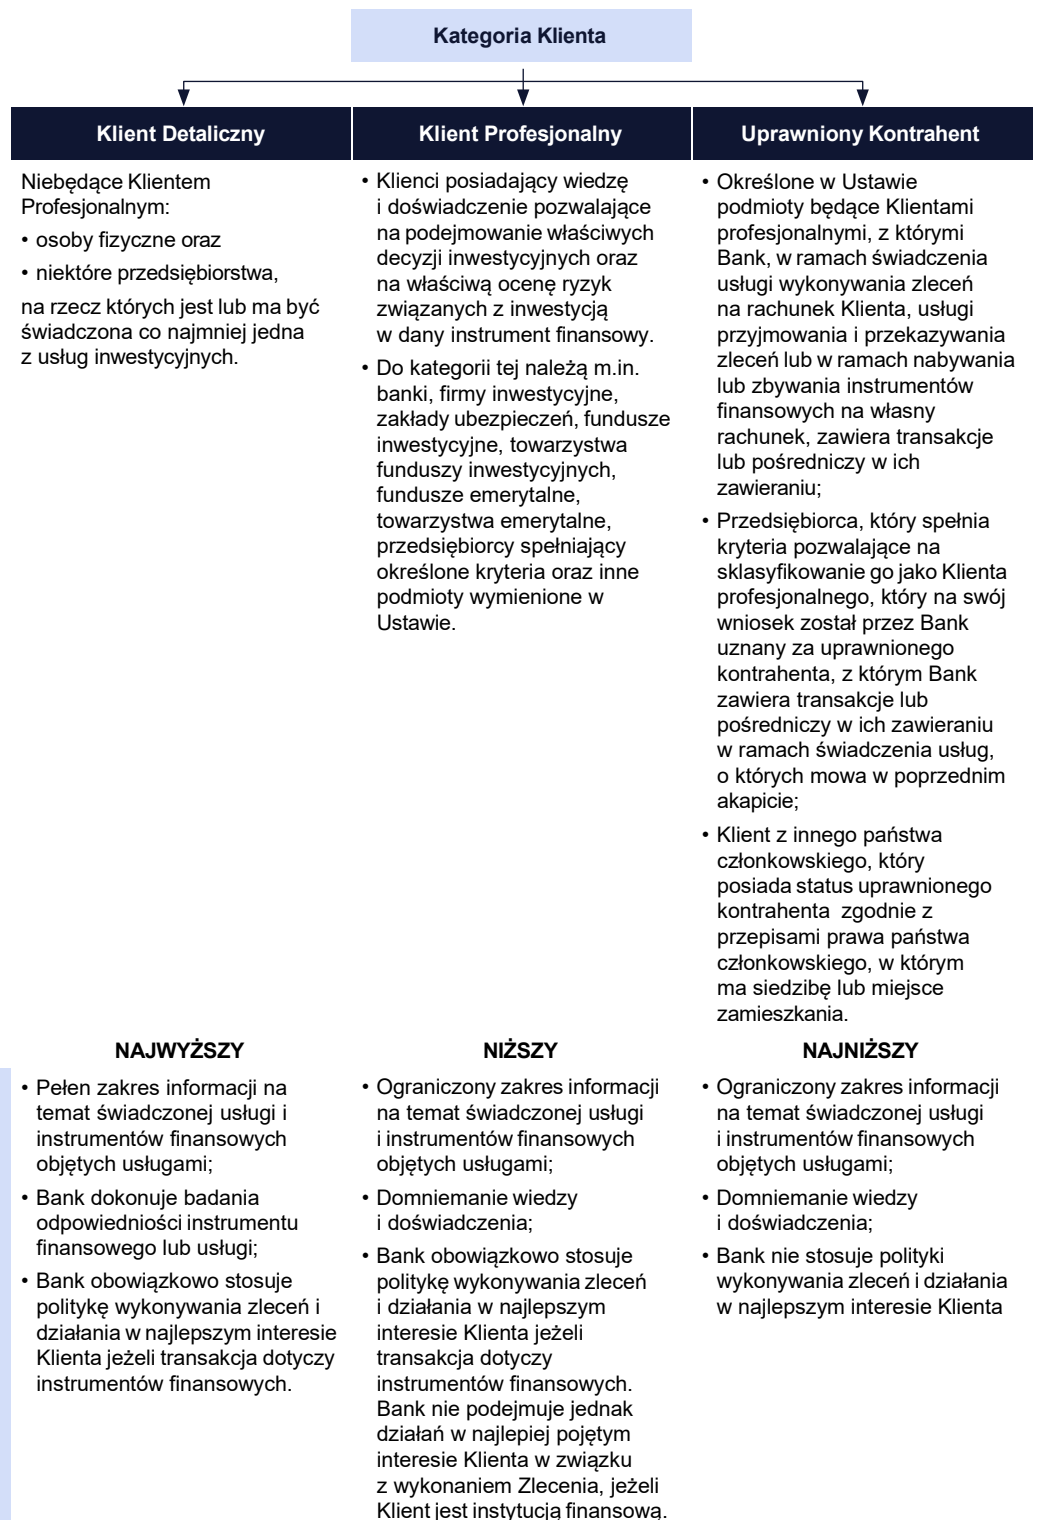 Kategoria Klienta
Klient Detaliczny
Klient Profesjonalny
Uprawniony Kontrahent
Niebędące Klientem
Profesjonalnym:
• osoby fizyczne oraz
• niektóre przedsiębiorstwa,
na rzecz których jest lub ma być
świadczona co najmniej jedna
z usług inwestycyjnych.
• Klienci posiadający wiedzę
i doświadczenie pozwalające
na podejmowanie właściwych
decyzji inwestycyjnych oraz
na właściwą ocenę ryzyk
związanych z inwestycją
w dany instrument finansowy.
• Do kategorii tej należą m.in.
banki, firmy inwestycyjne,
zakłady ubezpieczeń, fundusze
inwestycyjne, towarzystwa
funduszy inwestycyjnych,
fundusze emerytalne,
towarzystwa emerytalne,
przedsiębiorcy spełniający
określone kryteria oraz inne
podmioty wymienione w
Ustawie.
• Określone w Ustawie
podmioty będące Klientami
profesjonalnymi, z którymi
Bank, w ramach świadczenia
usługi wykonywania zleceń
na rachunek Klienta, usługi
przyjmowania i przekazywania
zleceń lub w ramach nabywania
lub zbywania instrumentów
finansowych na własny
rachunek, zawiera transakcje
lub pośredniczy w ich
zawieraniu;
• Przedsiębiorca, który spełnia
kryteria pozwalające na
sklasyfikowanie go jako Klienta
profesjonalnego, który na swój
wniosek został przez Bank
uznany za uprawnionego
kontrahenta, z którym Bank
zawiera transakcje lub
pośredniczy w ich zawieraniu
w ramach świadczenia usług,
o których mowa w poprzednim
akapicie;
• Klient z innego państwa
członkowskiego, który
posiada status uprawnionego
kontrahenta zgodnie z
przepisami prawa państwa
członkowskiego, w którym
ma siedzibę lub miejsce
zamieszkania.
NAJWYŻSZY
NIŻSZY
NAJNIŻSZY
• Pełen zakres informacji na
temat świadczonej usługi i
instrumentów finansowych
objętych usługami;
• Bank dokonuje badania
odpowiedniości instrumentu
finansowego lub usługi;
• Bank obowiązkowo stosuje
politykę wykonywania zleceń i
działania w najlepszym interesie
Klienta jeżeli transakcja dotyczy
instrumentów finansowych.
• Ograniczony zakres informacji
na temat świadczonej usługi
i instrumentów finansowych
objętych usługami;
• Domniemanie wiedzy
i doświadczenia;
• Bank obowiązkowo stosuje
politykę wykonywania zleceń
i działania w najlepszym
interesie Klienta jeżeli
transakcja dotyczy
instrumentów finansowych.
Bank nie podejmuje jednak
działań w najlepiej pojętym
interesie Klienta w związku
z wykonaniem Zlecenia, jeżeli
Klient jest instytucją finansową.
• Ograniczony zakres informacji
na temat świadczonej usługi
i instrumentów finansowych
objętych usługami;
• Domniemanie wiedzy
i doświadczenia;
• Bank nie stosuje polityki
wykonywania zleceń i działania
w najlepszym interesie Klienta